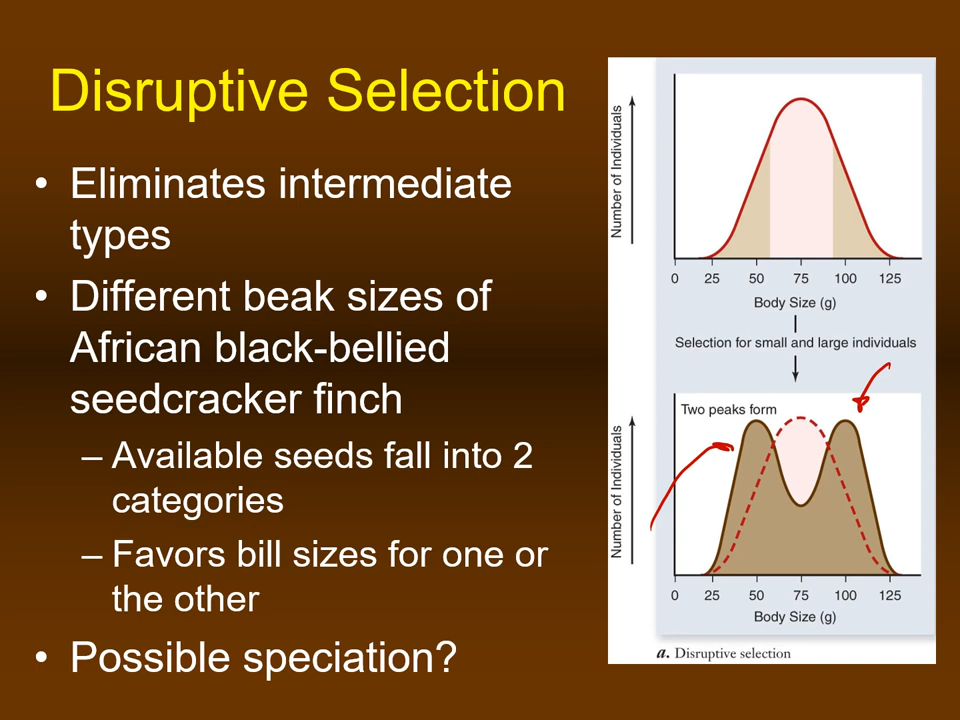 Disruptive Selection
• Eliminates intermediate
types
• Different beak sizes of
African black-bellied
seedcracker finch
– Available seeds fall into 2
categories
– Favors bill sizes for one or
the other
• Possible speciation?
Number of Individuals
0 25 50 75 100 125
Body Size (g)
Selection for small and large individuals
Two peaks form
Number of Individuals
0 25 50 75 100 125
Body Size (g)
a. Disruptive selection